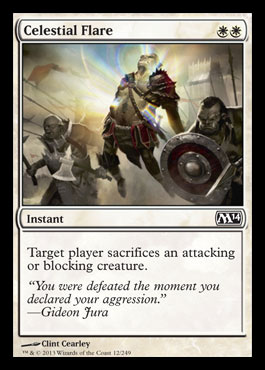 Celestial Flare
Instant
M14
Target player sacrifices an attacking
or blocking creature.
“You were defeated the moment you
declared your aggression.”
—Gideon Jura
Clint Cearley
™ & © 2013 Wizards of the Coast 12/249